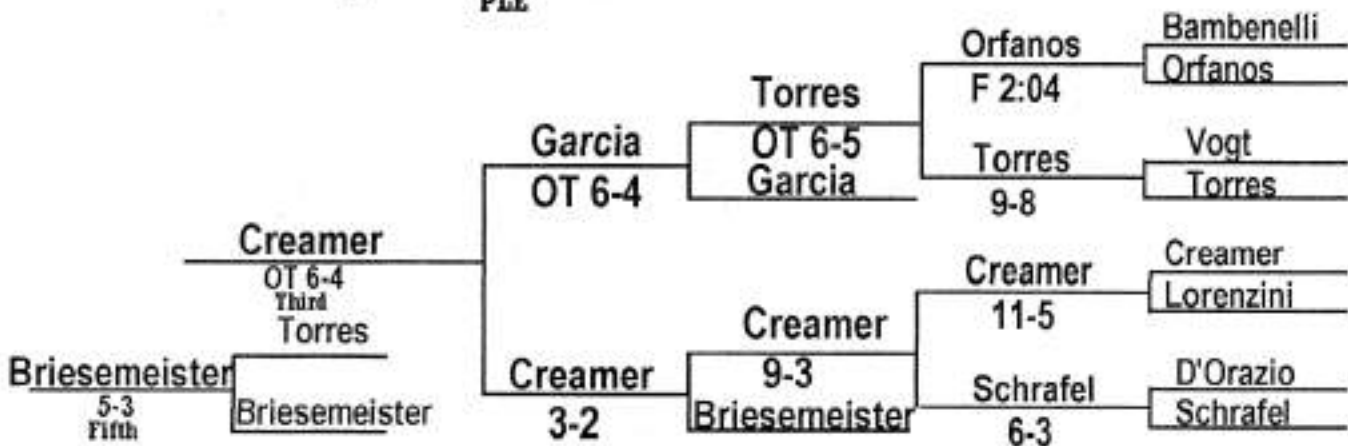 PLE
Orfanos
Bambenelli
F 2:04
Orfanos
Torres
OT 6-5
Garcia
Garcia
OT 6-4
Torres
9-8
Vogt
Torres
Creamer
OT 6-4
Third
Torres
Creamer
11-5
Creamer
Lorenzini
Creamer
9-3
Briesemeister
Briesemeister
5-3
Fifth
Briesemeister
Creamer
3-2
Schrafel
6-3
D'Orazio
Schrafel